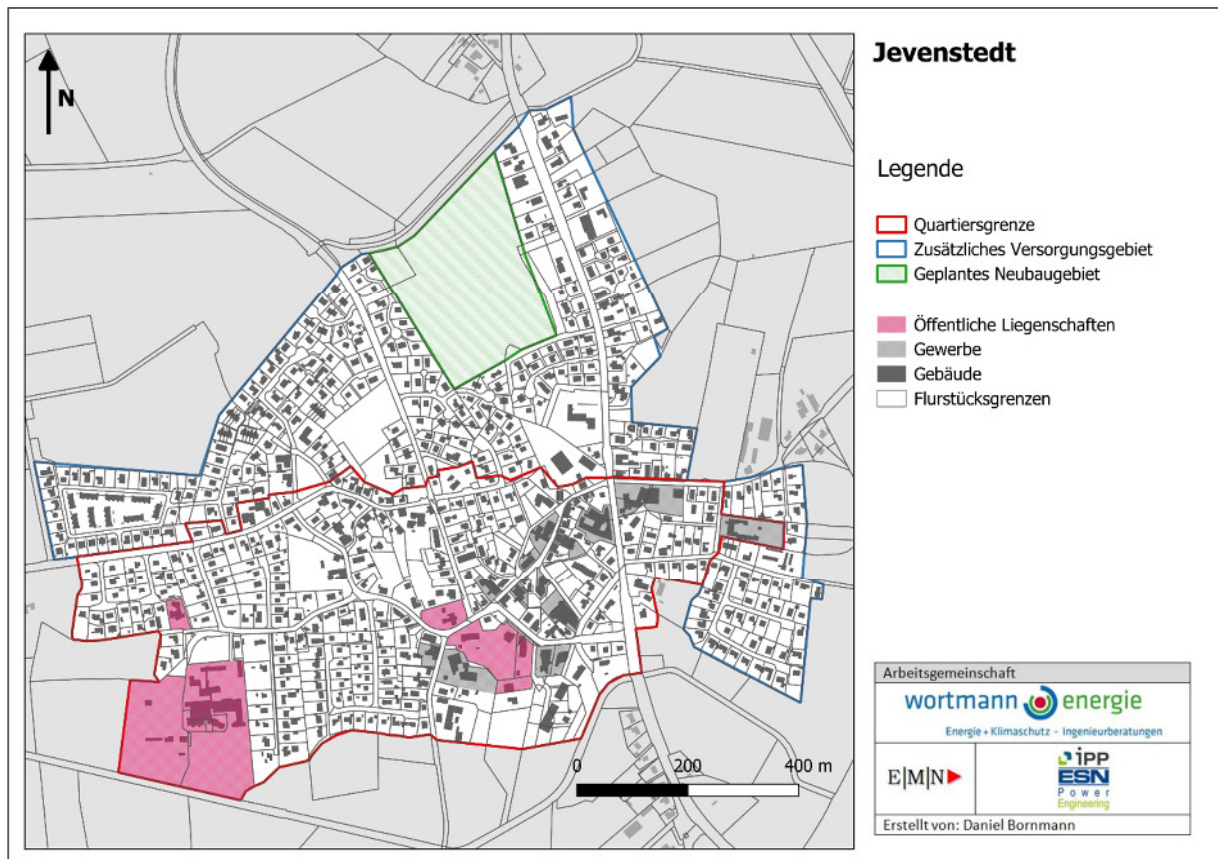 Jevenstedt
N
Legende
Quartiersgrenze
Zusätzliches Versorgungsgebiet
Geplantes Neubaugebiet
Öffentliche Liegenschaften
Gewerbe
Gebäude
Flurstücksgrenzen
0 200 400 m
Arbeitsgemeinschaft
wortmann energie
Energie + Klimaschutz - Ingenieurberatungen
E|M|N
iPP
ESN
Power
Engineering
Erstellt von: Daniel Bornmann